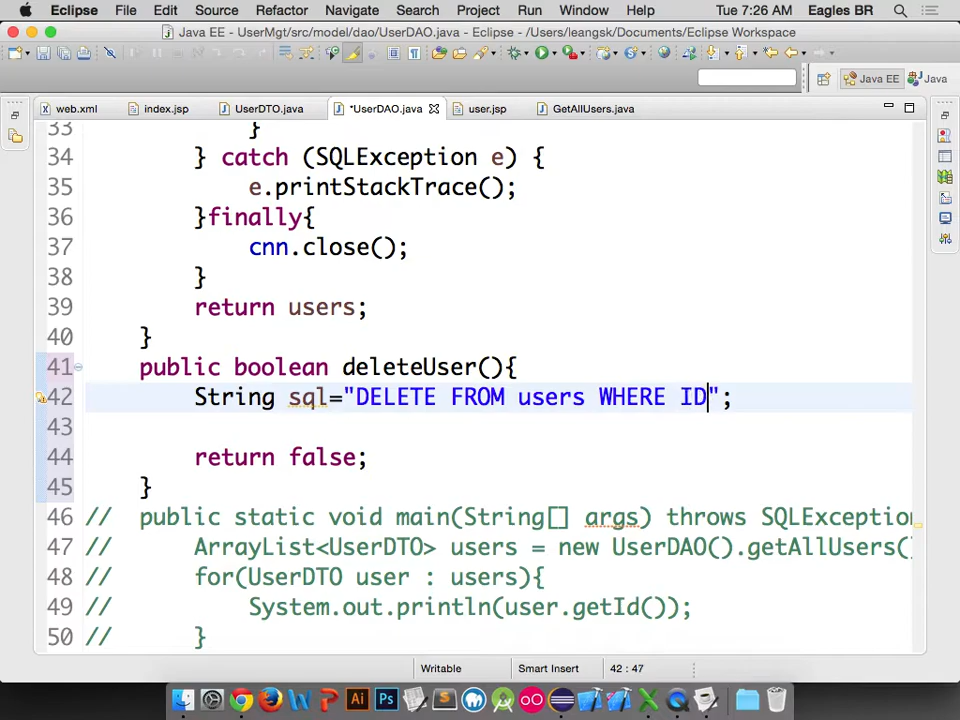 Eclipse File Edit Source Refactor Navigate Search Project Run Window Help Tue 7:26 AM Eagles BR
Java EE - UserMgt/src/model/dao/UserDAO.java - Eclipse - /Users/leangsk/Documents/Eclipse Workspace
Java EE Java
web.xml index.jsp UserDTO.java *UserDAO.java user.jsp GetAllUsers.java
33 }
34 } catch (SQLException e) {
35 e.printStackTrace();
36 }finally{
37 cnn.close();
38 }
39 return users;
40 }
41 public boolean deleteUser(){
42 String sql="DELETE FROM users WHERE ID";
44 return false;
45 }
46 // public static void main(String[] args) throws SQLException
47 // ArrayList<UserDTO> users = new UserDAO().getAllUsers()
48 // for(UserDTO user : users){
49 // System.out.println(user.getId());
50 // }
Writable Smart Insert 42 : 47